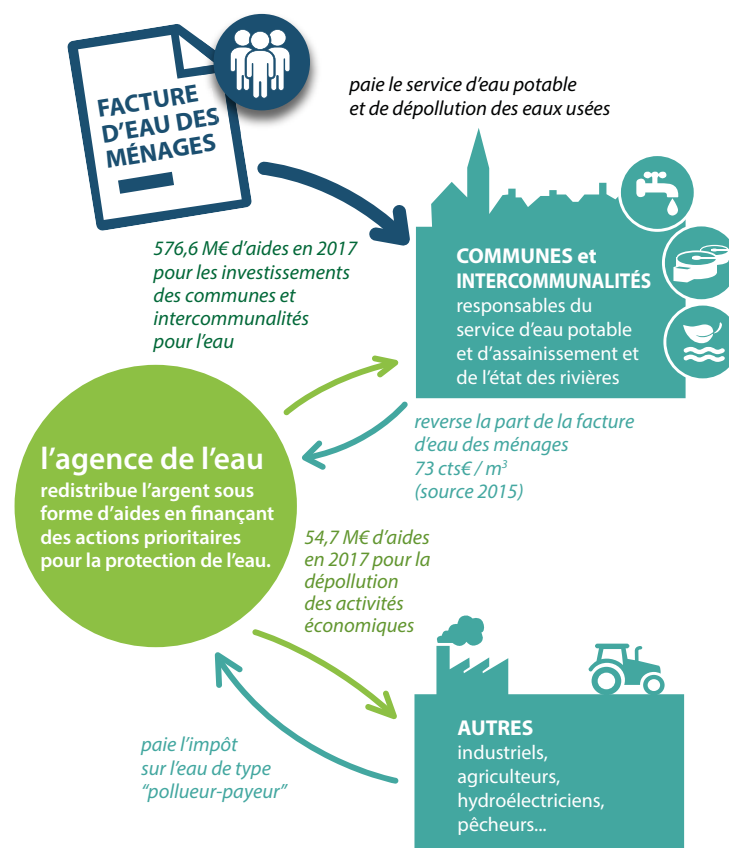 FACTURE
D'EAU DES
MÉNAGES
paie le service d'eau potable
et de dépollution des eaux usées
576,6 M€ d'aides en 2017
pour les investissements
des communes et
intercommunalités
pour l'eau
COMMUNES et
INTERCOMMUNALITÉS
responsables du
service d'eau potable
et d'assainissement et
de l'état des rivières
reverse la part de la facture
d'eau des ménages
73 cts€ / m³
(source 2015)
l'agence de l'eau
redistribue l'argent sous
forme d'aides en finançant
des actions prioritaires
pour la protection de l'eau.
54,7 M€ d'aides
en 2017 pour la
dépollution
des activités
économiques
paie l'impôt
sur l'eau de type
“pollueur-payeur”
AUTRES
industriels,
agriculteurs,
hydroélectriciens,
pêcheurs...